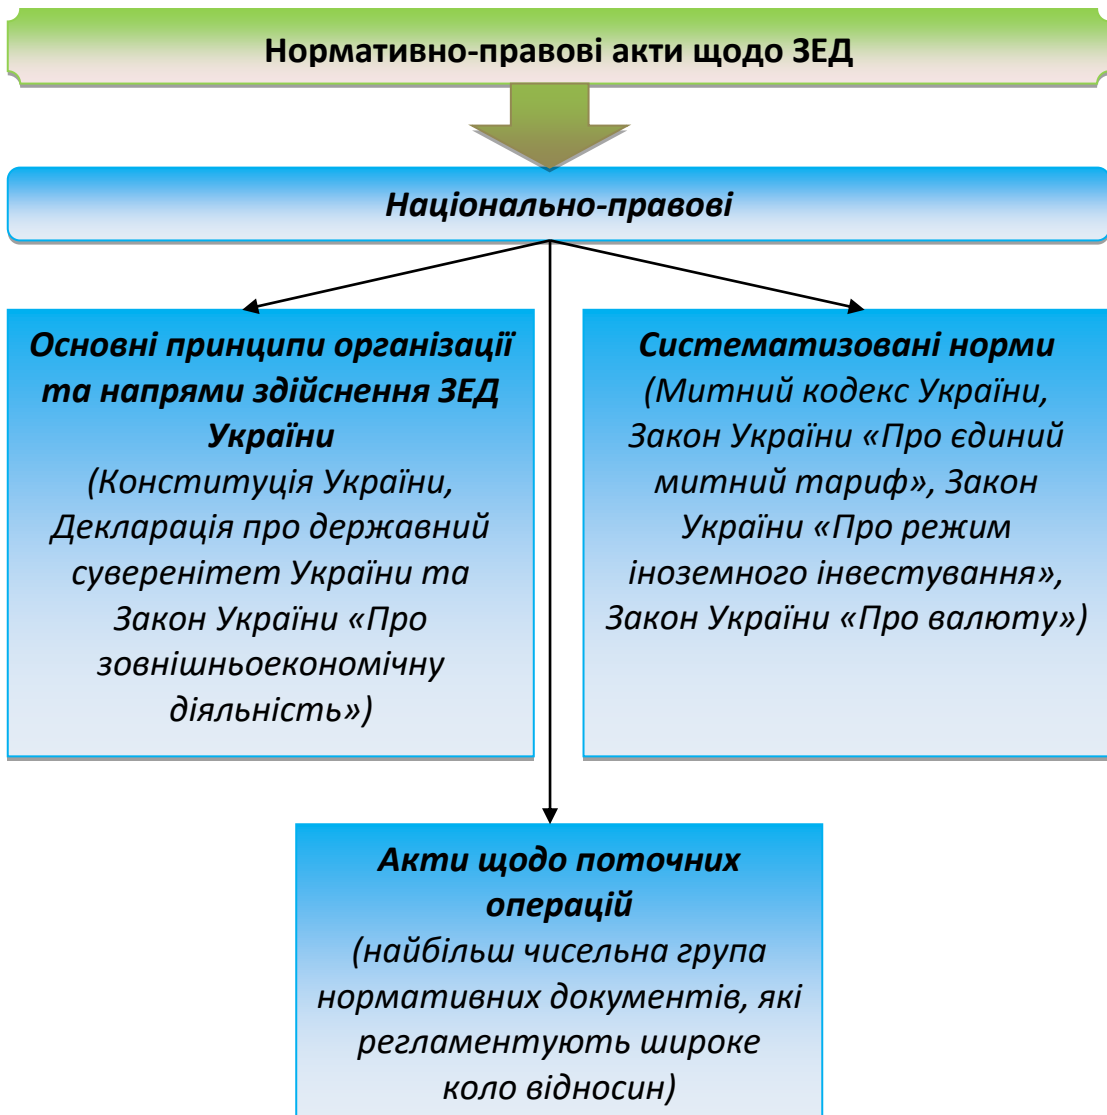 Нормативно-правові акти щодо ЗЕД
Національно-правові
Основні принципи організації
та напрями здійснення ЗЕД
України
(Конституція України,
Декларація про державний
суверенітет України та
Закон України «Про
зовнішньоекономічну
діяльність»)
Систематизовані норми
(Митний кодекс України,
Закон України «Про єдиний
митний тариф», Закон
України «Про режим
іноземного інвестування»,
Закон України «Про валюту»)
Акти щодо поточних
операцій
(найбільш чисельна група
нормативних документів, які
регламентують широке
коло відносин)